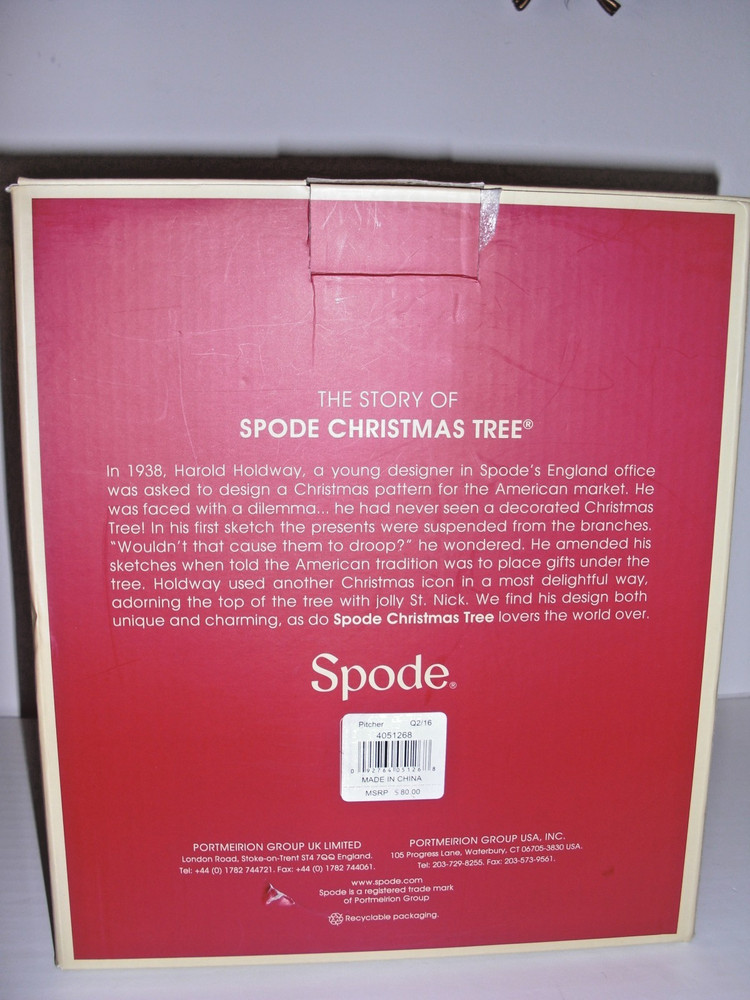 THE STORY OF
SPODE CHRISTMAS TREE®
In 1938, Harold Holdway, a young designer in Spode's England office
was asked to design a Christmas pattern for the American market. He
was faced with a dilemma... he had never seen a decorated Christmas
Tree! In his first sketch the presents were suspended from the branches.
"Wouldn't that cause them to droop?" he wondered. He amended his
sketches when told the American tradition was to place gifts under the
tree. Holdway used another Christmas icon in a most delightful way,
adorning the top of the tree with jolly St. Nick. We find his design both
unique and charming, as do Spode Christmas Tree lovers the world over.
Spode®
Pitcher Q2/16
4051268
MADE IN CHINA
MSRP $ 80.00
PORTMEIRION GROUP UK LIMITED
London Road, Stoke-on-Trent ST4 7QQ England.
Tel: +44 (0) 1782 744721. Fax: +44 (0) 1782 744061.
PORTMEIRION GROUP USA, INC.
105 Progress Lane, Waterbury, CT 06705-3830 USA.
Tel: 203-729-8255. Fax: 203-573-9561.
www.spode.com
Spode is a registered trade mark
of Portmeirion Group
Recyclable packaging.